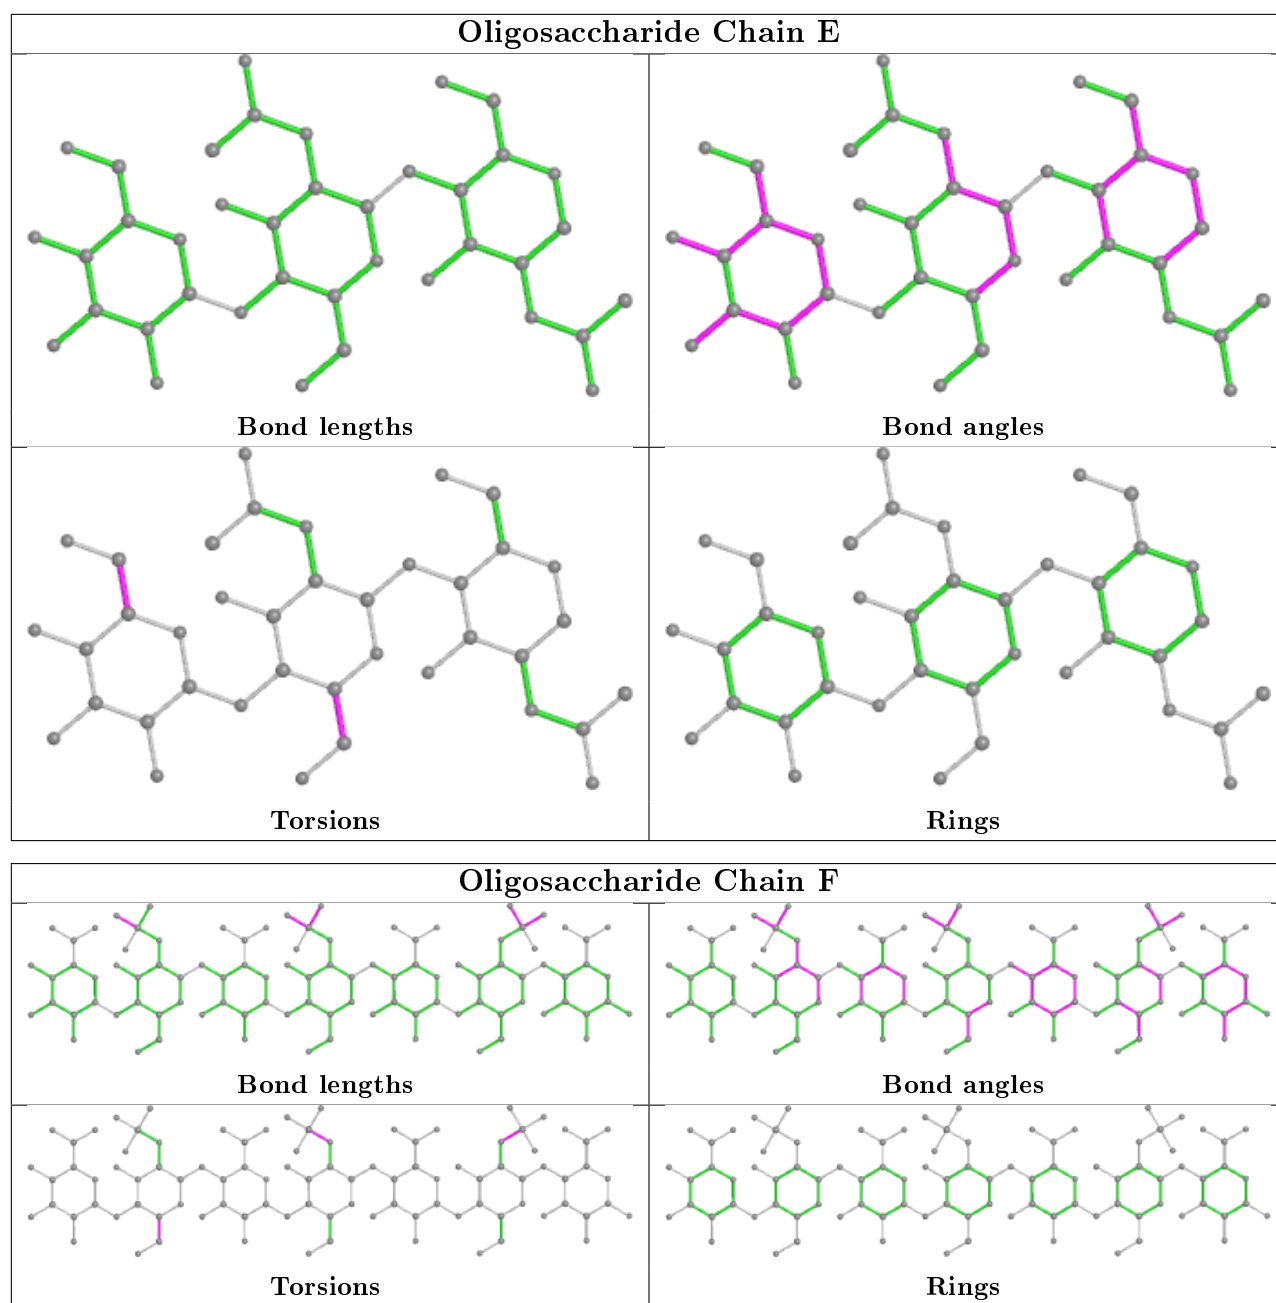 Oligosaccharide Chain E
Bond lengths
Bond angles
Torsions
Rings
Oligosaccharide Chain F
Bond lengths
Bond angles
Torsions
Rings